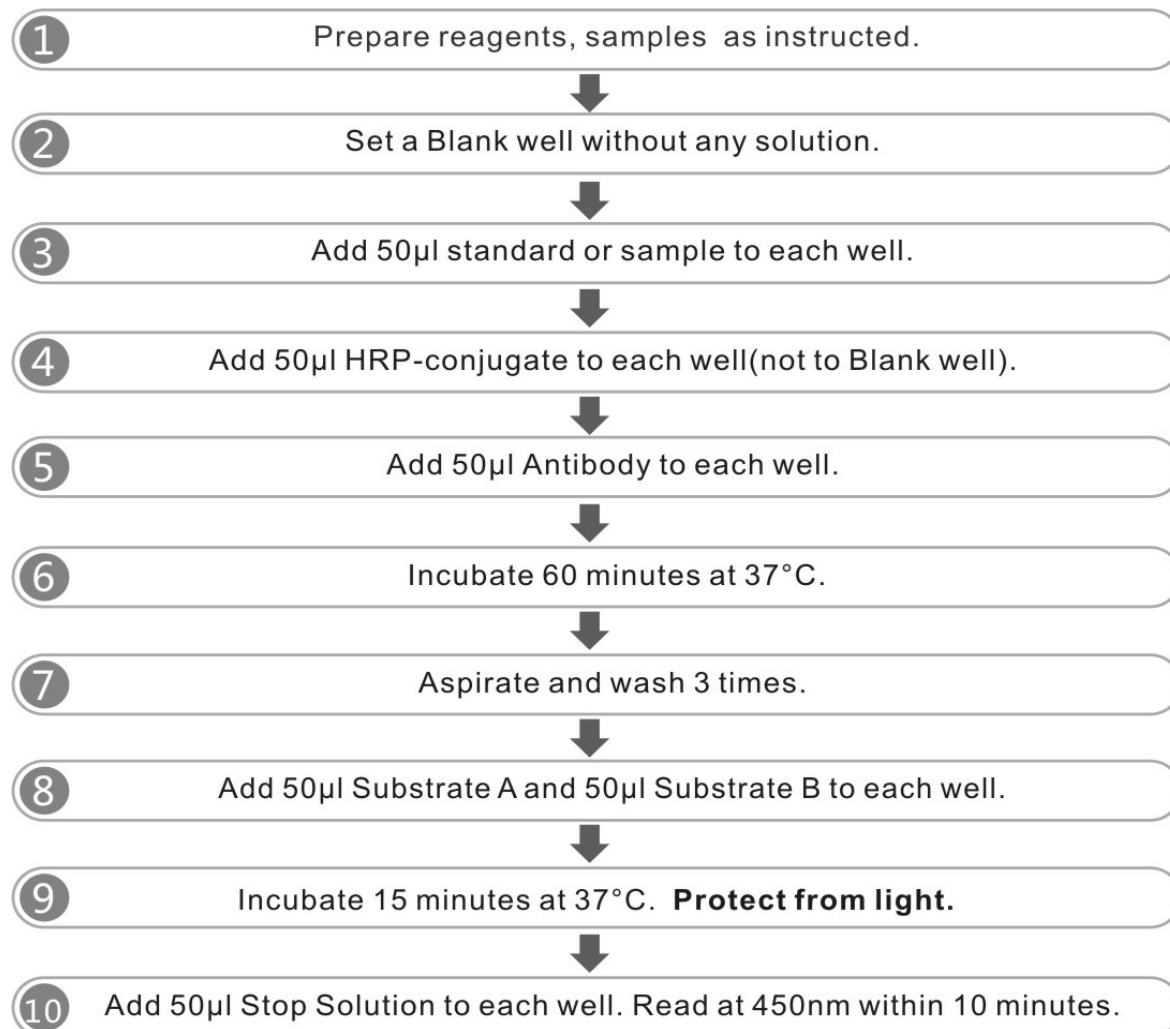 1 Prepare reagents, samples as instructed.
2 Set a Blank well without any solution.
3 Add 50μl standard or sample to each well.
4 Add 50μl HRP-conjugate to each well(not to Blank well).
5 Add 50μl Antibody to each well.
6 Incubate 60 minutes at 37°C.
7 Aspirate and wash 3 times.
8 Add 50μl Substrate A and 50μl Substrate B to each well.
9 Incubate 15 minutes at 37°C. Protect from light.
10 Add 50μl Stop Solution to each well. Read at 450nm within 10 minutes.